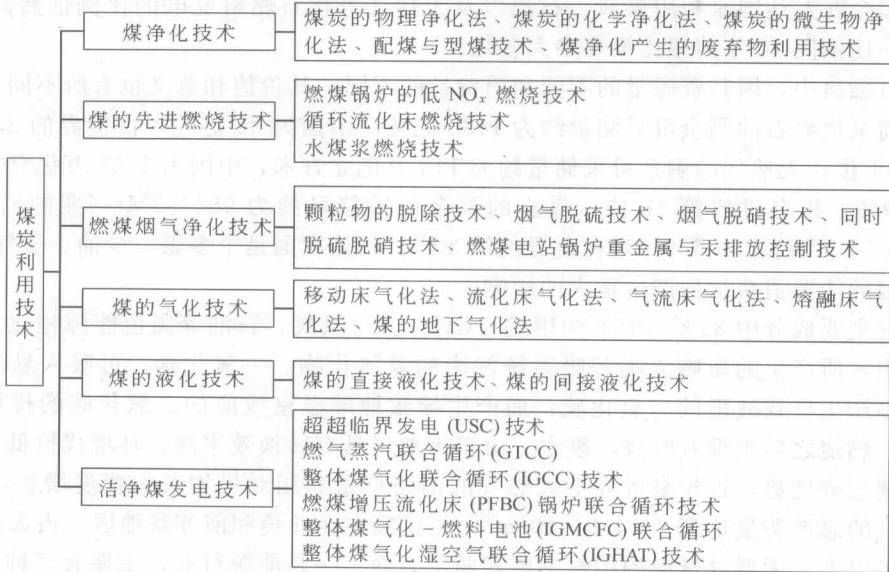 煤炭利用技
煤净化技术
煤炭的物理净化法、煤炭的化学净化法、煤炭的微生物净
化法、配煤与型煤技术、煤净化产生的废弃物利用技术
煤的先进燃烧技术
燃煤锅炉的低 NOx 燃烧技术
循环流化床燃烧技术
水煤浆燃烧技术
燃煤烟气净化技术
颗粒物的脱除技术、烟气脱硫技术、烟气脱硝技术、同时
脱硫脱硝技术、燃煤电站锅炉重金属与汞排放控制技术
煤的气化技术
移动床气化法、流化床气化法、气流床气化法、熔融床气
化法、煤的地下气化法
煤的液化技术
煤的直接液化技术、煤的间接液化技术
洁净煤发电技术
超超临界发电 (USC) 技术
燃气蒸汽联合循环 (GTCC)
整体煤气化联合循环 (IGCC) 技术
燃煤增压流化床 (PFBC) 锅炉联合循环技术
整体煤气化－燃料电池 (IGMCFC) 联合循环
整体煤气化湿空气联合循环 (IGHAT) 技术